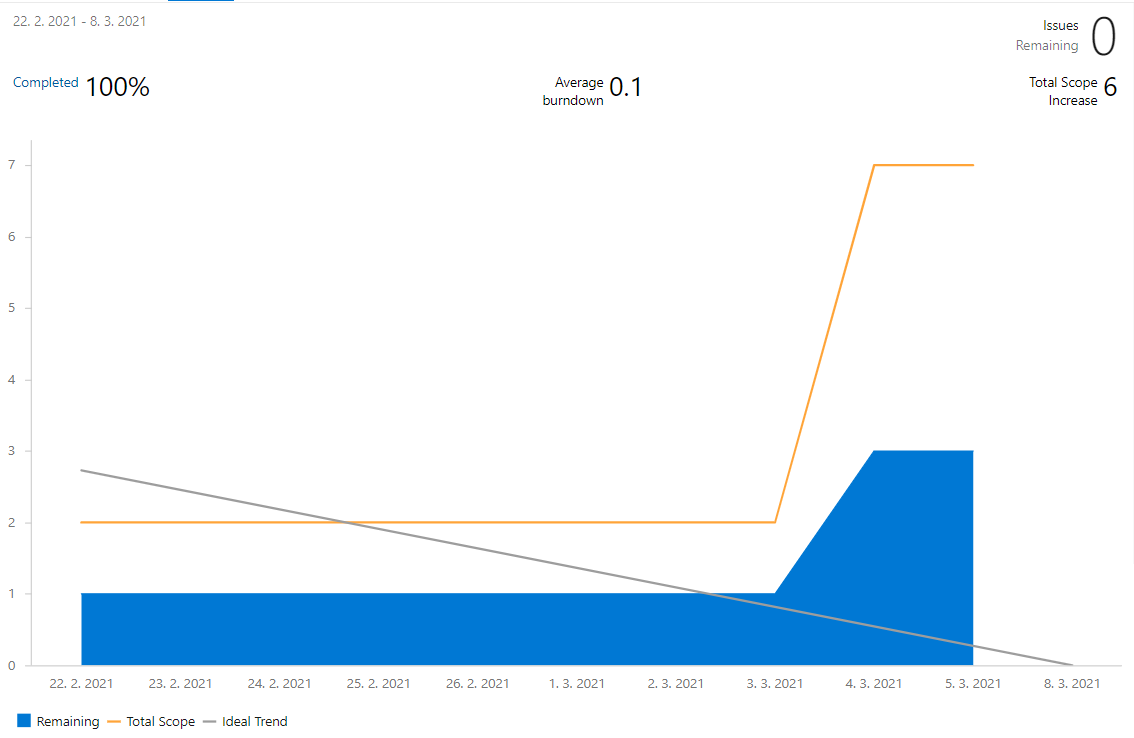 22. 2. 2021 - 8. 3. 2021
Issues
Remaining 0
Completed 100%
Average
burndown 0.1
Total Scope
Increase 6
7
6
5
4
3
2
1
0
22. 2. 2021 23. 2. 2021 24. 2. 2021 25. 2. 2021 26. 2. 2021 1. 3. 2021 2. 3. 2021 3. 3. 2021 4. 3. 2021 5. 3. 2021 8. 3. 2021
Remaining Total Scope Ideal Trend